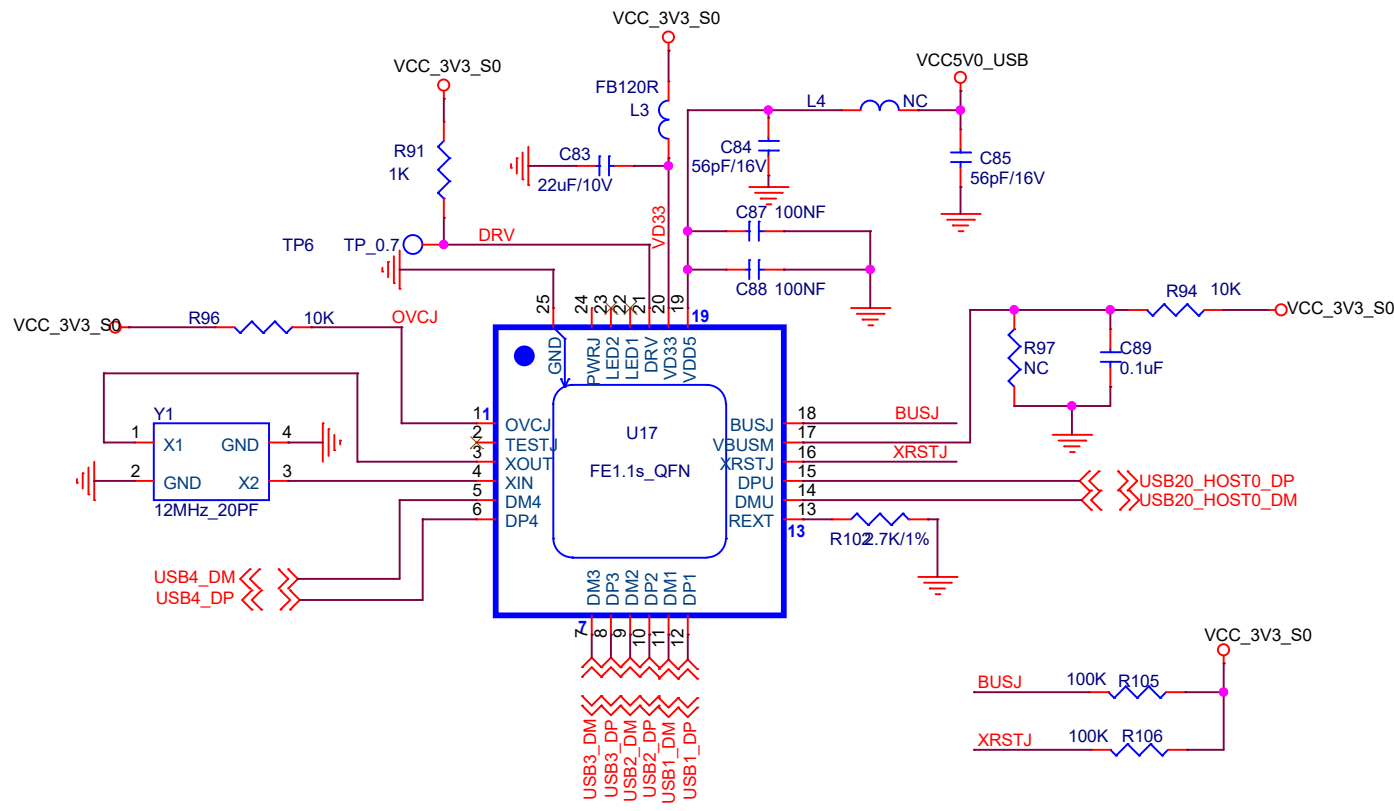 VCC_3V3_S0
VCC_3V3_S0
VCC5V0_USB
FB120R
L3
L4
NC
R91
1K
C83
22uF/10V
C84
56pF/16V
C85
56pF/16V
C87 100NF
VD33
TP6
TP_0.7
DRV
C88 100NF
25
24
23
22
21
20
19
19
VCC_3V3_S0
R96
10K
OVCJ
R94
10K
VCC_3V3_S0
GND
PWRJ
LED2
LED1
DRV
VD33
VDD5
R97
NC
C89
0.1uF
Y1
1
X1
GND
4
2
GND
X2
3
12MHz_20PF
1
1
OVCJ
2
TESTJ
3
XOUT
4
XIN
5
DM4
6
DP4
U17
FE1.1s_QFN
BUSJ
18
BUSJ
VBUSM
17
XRSTJ
16
XRSTJ
DPU
15
USB20_HOST0_DP
DMU
14
USB20_HOST0_DM
REXT
13
13
R102
2.7K/1%
USB4_DM
USB4_DP
DM3
DP3
DM2
DP2
DM1
DP1
7
7
8
9
10
11
12
USB3_DM
USB3_DP
USB2_DM
USB2_DP
USB1_DM
USB1_DP
VCC_3V3_S0
BUSJ
100K
R105
XRSTJ
100K
R106